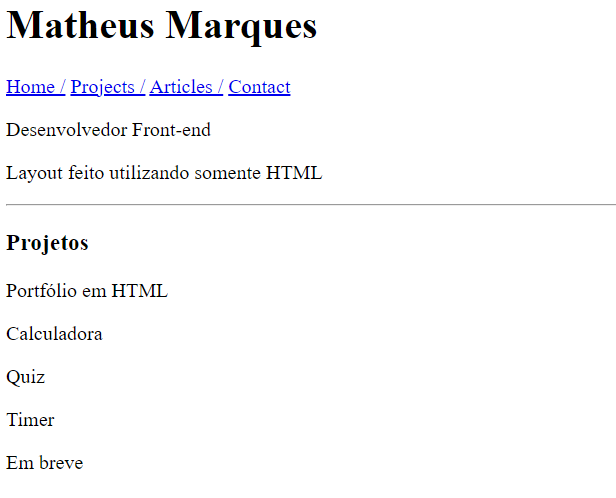 Matheus Marques
Home / Projects / Articles / Contact
Desenvolvedor Front-end
Layout feito utilizando somente HTML
Projetos
Portfólio em HTML
Calculadora
Quiz
Timer
Em breve